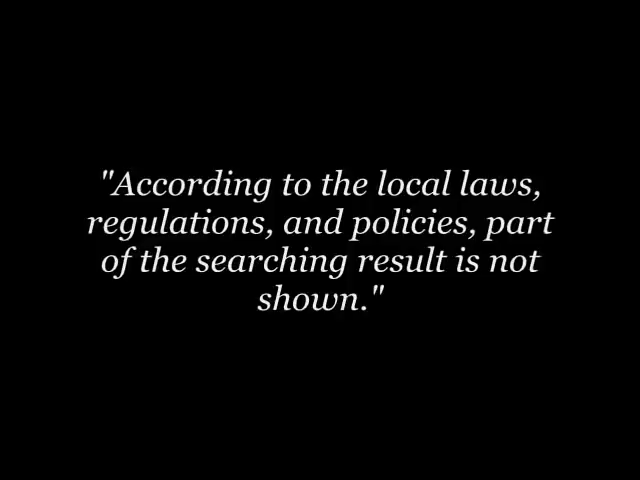 "According to the local laws,
regulations, and policies, part
of the searching result is not
shown."